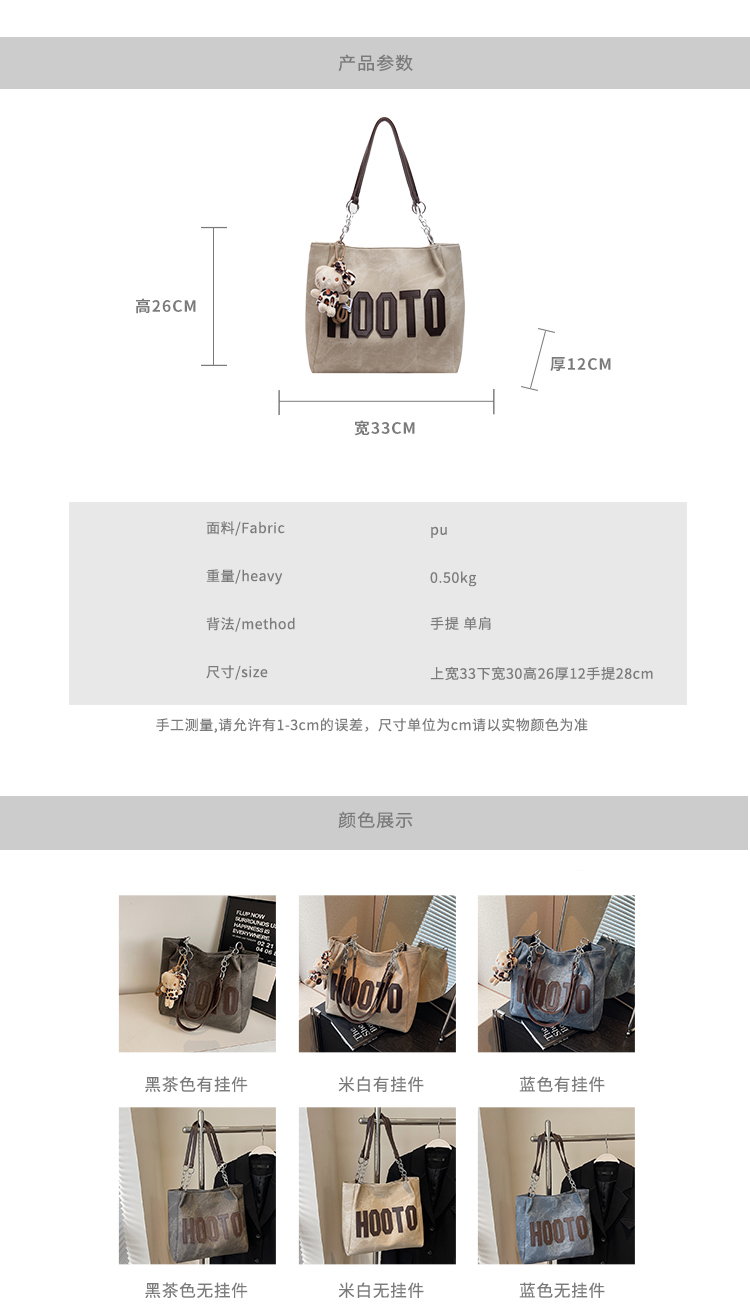 产品参数
HOOTO
高26CM
厚12CM
宽33CM
面料/Fabric pu
重量/heavy 0.50kg
背法/method 手提 单肩
尺寸/size 上宽33下宽30高26厚12手提28cm
手工测量,请允许有1-3cm的误差，尺寸单位为cm请以实物颜色为准
颜色展示
FLUP NOW
SURROUNDS US
HAPPINESS IS
EVERYWHERE.
02 21
04 06
HOOTO
HOOTO
HOOTO
黑茶色有挂件 米白有挂件 蓝色有挂件
HOOTO
HOOTO
HOOTO
黑茶色无挂件 米白无挂件 蓝色无挂件